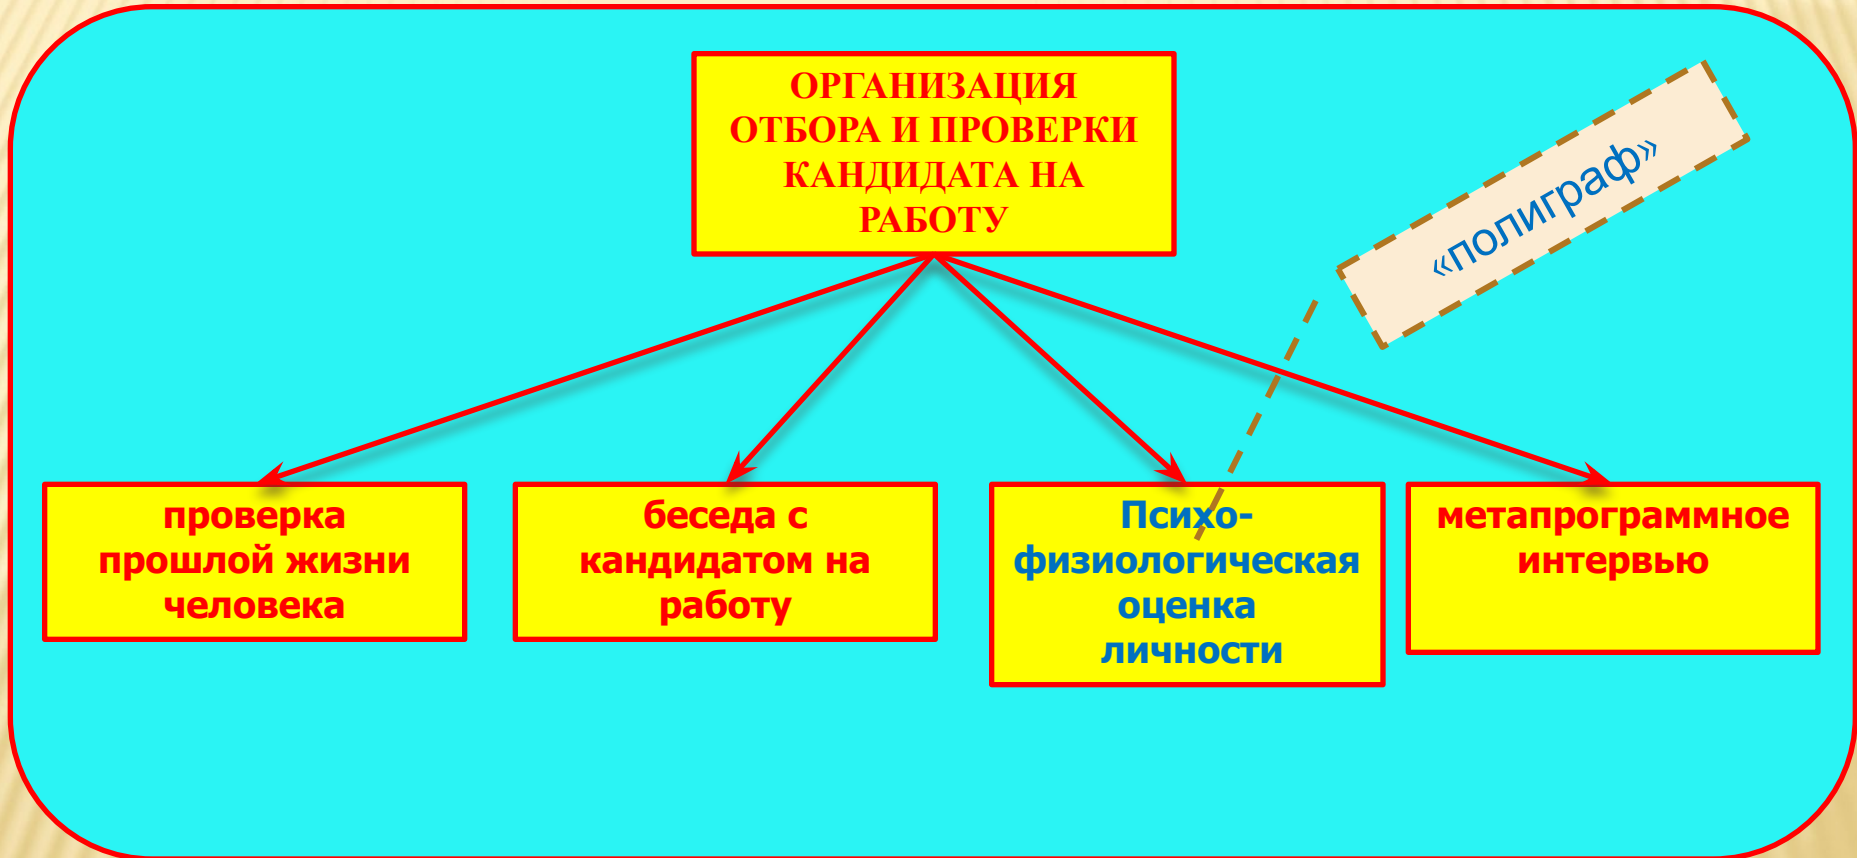 ОРГАНИЗАЦИЯ
ОТБОРА И ПРОВЕРКИ
КАНДИДАТА НА
РАБОТУ
«полиграф»
проверка
прошлой жизни
человека
беседа с
кандидатом на
работу
Психо-
физиологическая
оценка
личности
метапрограммное
интервью